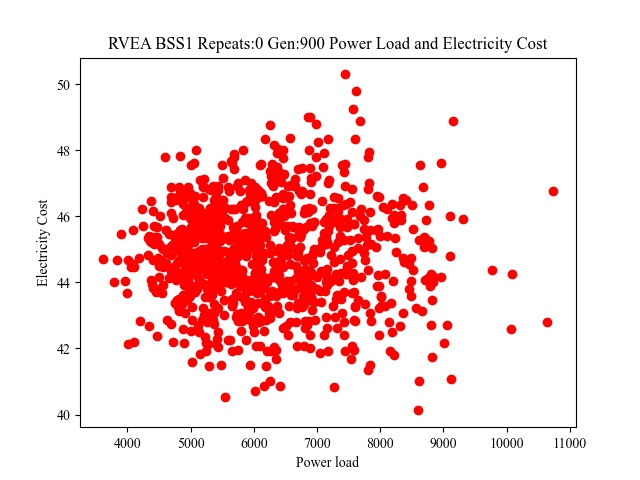 RVEA BSS1 Repeats:0 Gen:900 Power Load and Electricity Cost
50
48
46
44
42
40
Electricity Cost
4000 5000 6000 7000 8000 9000 10000 11000
Power load